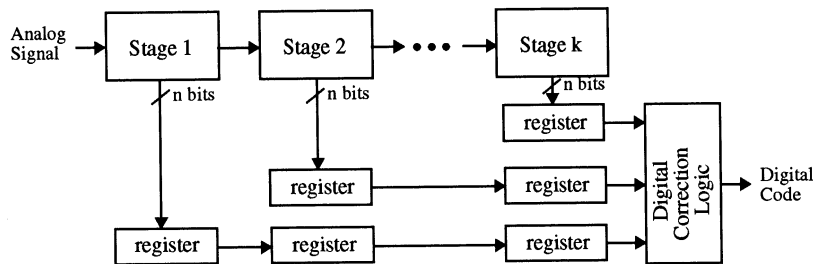 Analog
Signal
Stage 1
Stage 2
Stage k
n bits
n bits
n bits
register
register
register
register
register
register
Digital
Correction
Logic
Digital
Code